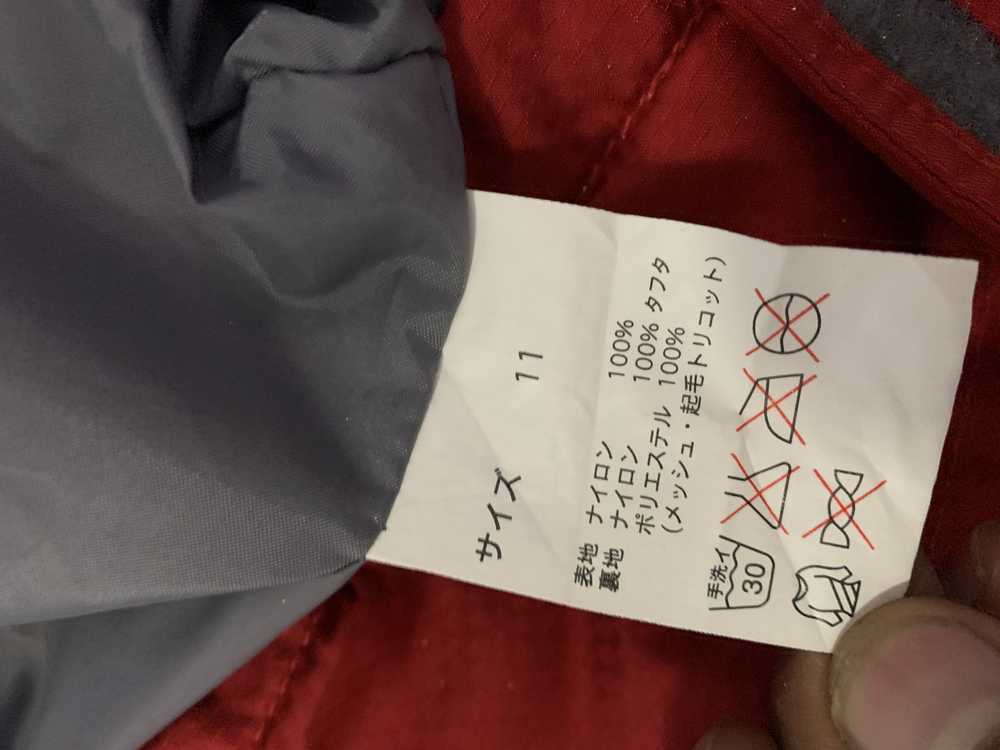 サイズ 11
表地 ナイロン 100%
裏地 ナイロン 100% タフタ
ポリエステル 100%
(メッシュ・起毛トリコット)
手洗イ
30